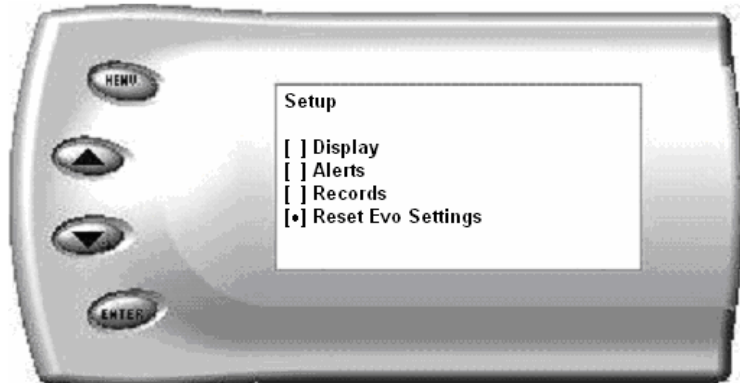 MENU
Setup
[ ] Display
[ ] Alerts
[ ] Records
[•] Reset Evo Settings
ENTER